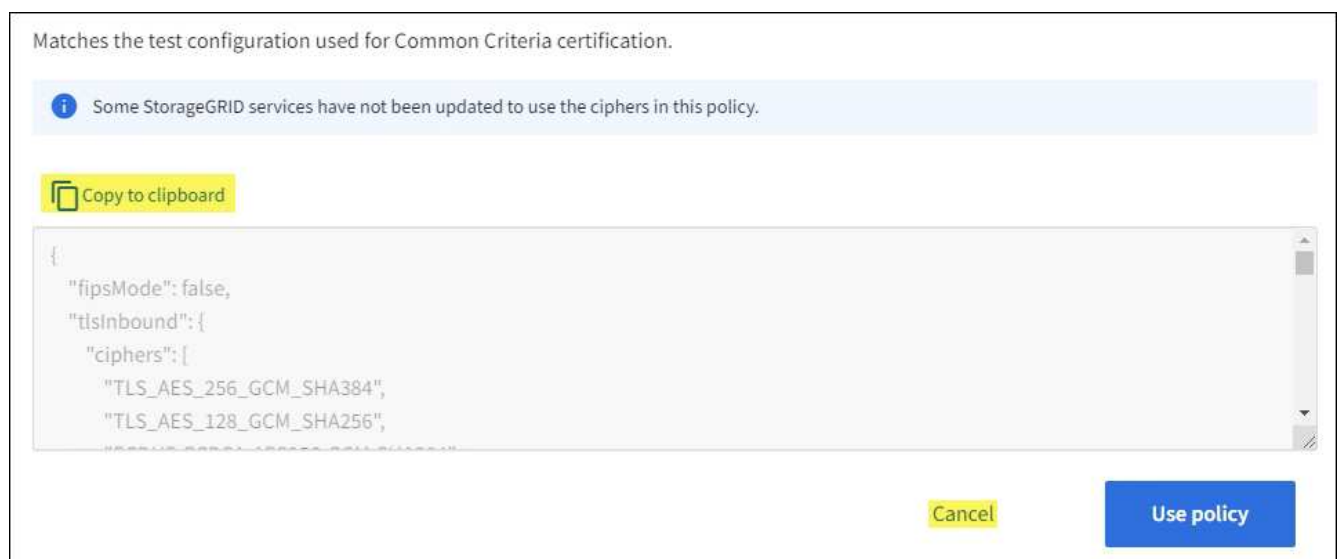 Matches the test configuration used for Common Criteria certification.
Some StorageGRID services have not been updated to use the ciphers in this policy.
Copy to clipboard
{
"fipsMode": false,
"tlsInbound": {
"ciphers": [
"TLS_AES_256_GCM_SHA384",
"TLS_AES_128_GCM_SHA256",
Cancel
Use policy